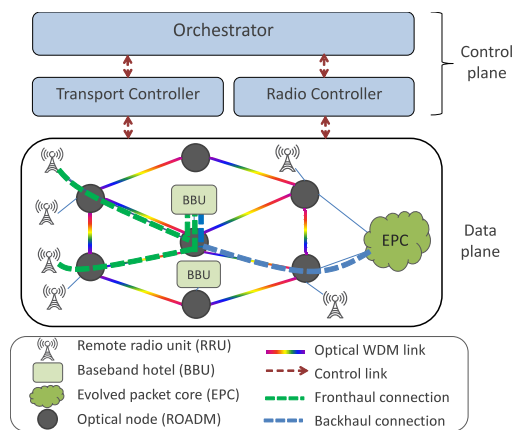 Orchestrator
Control
plane
Transport Controller
Radio Controller
BBU
EPC
Data
plane
BBU
Remote radio unit (RRU)
Optical WDM link
Baseband hotel (BBU)
Control link
Evolved packet core (EPC)
Fronthaul connection
Optical node (ROADM)
Backhaul connection